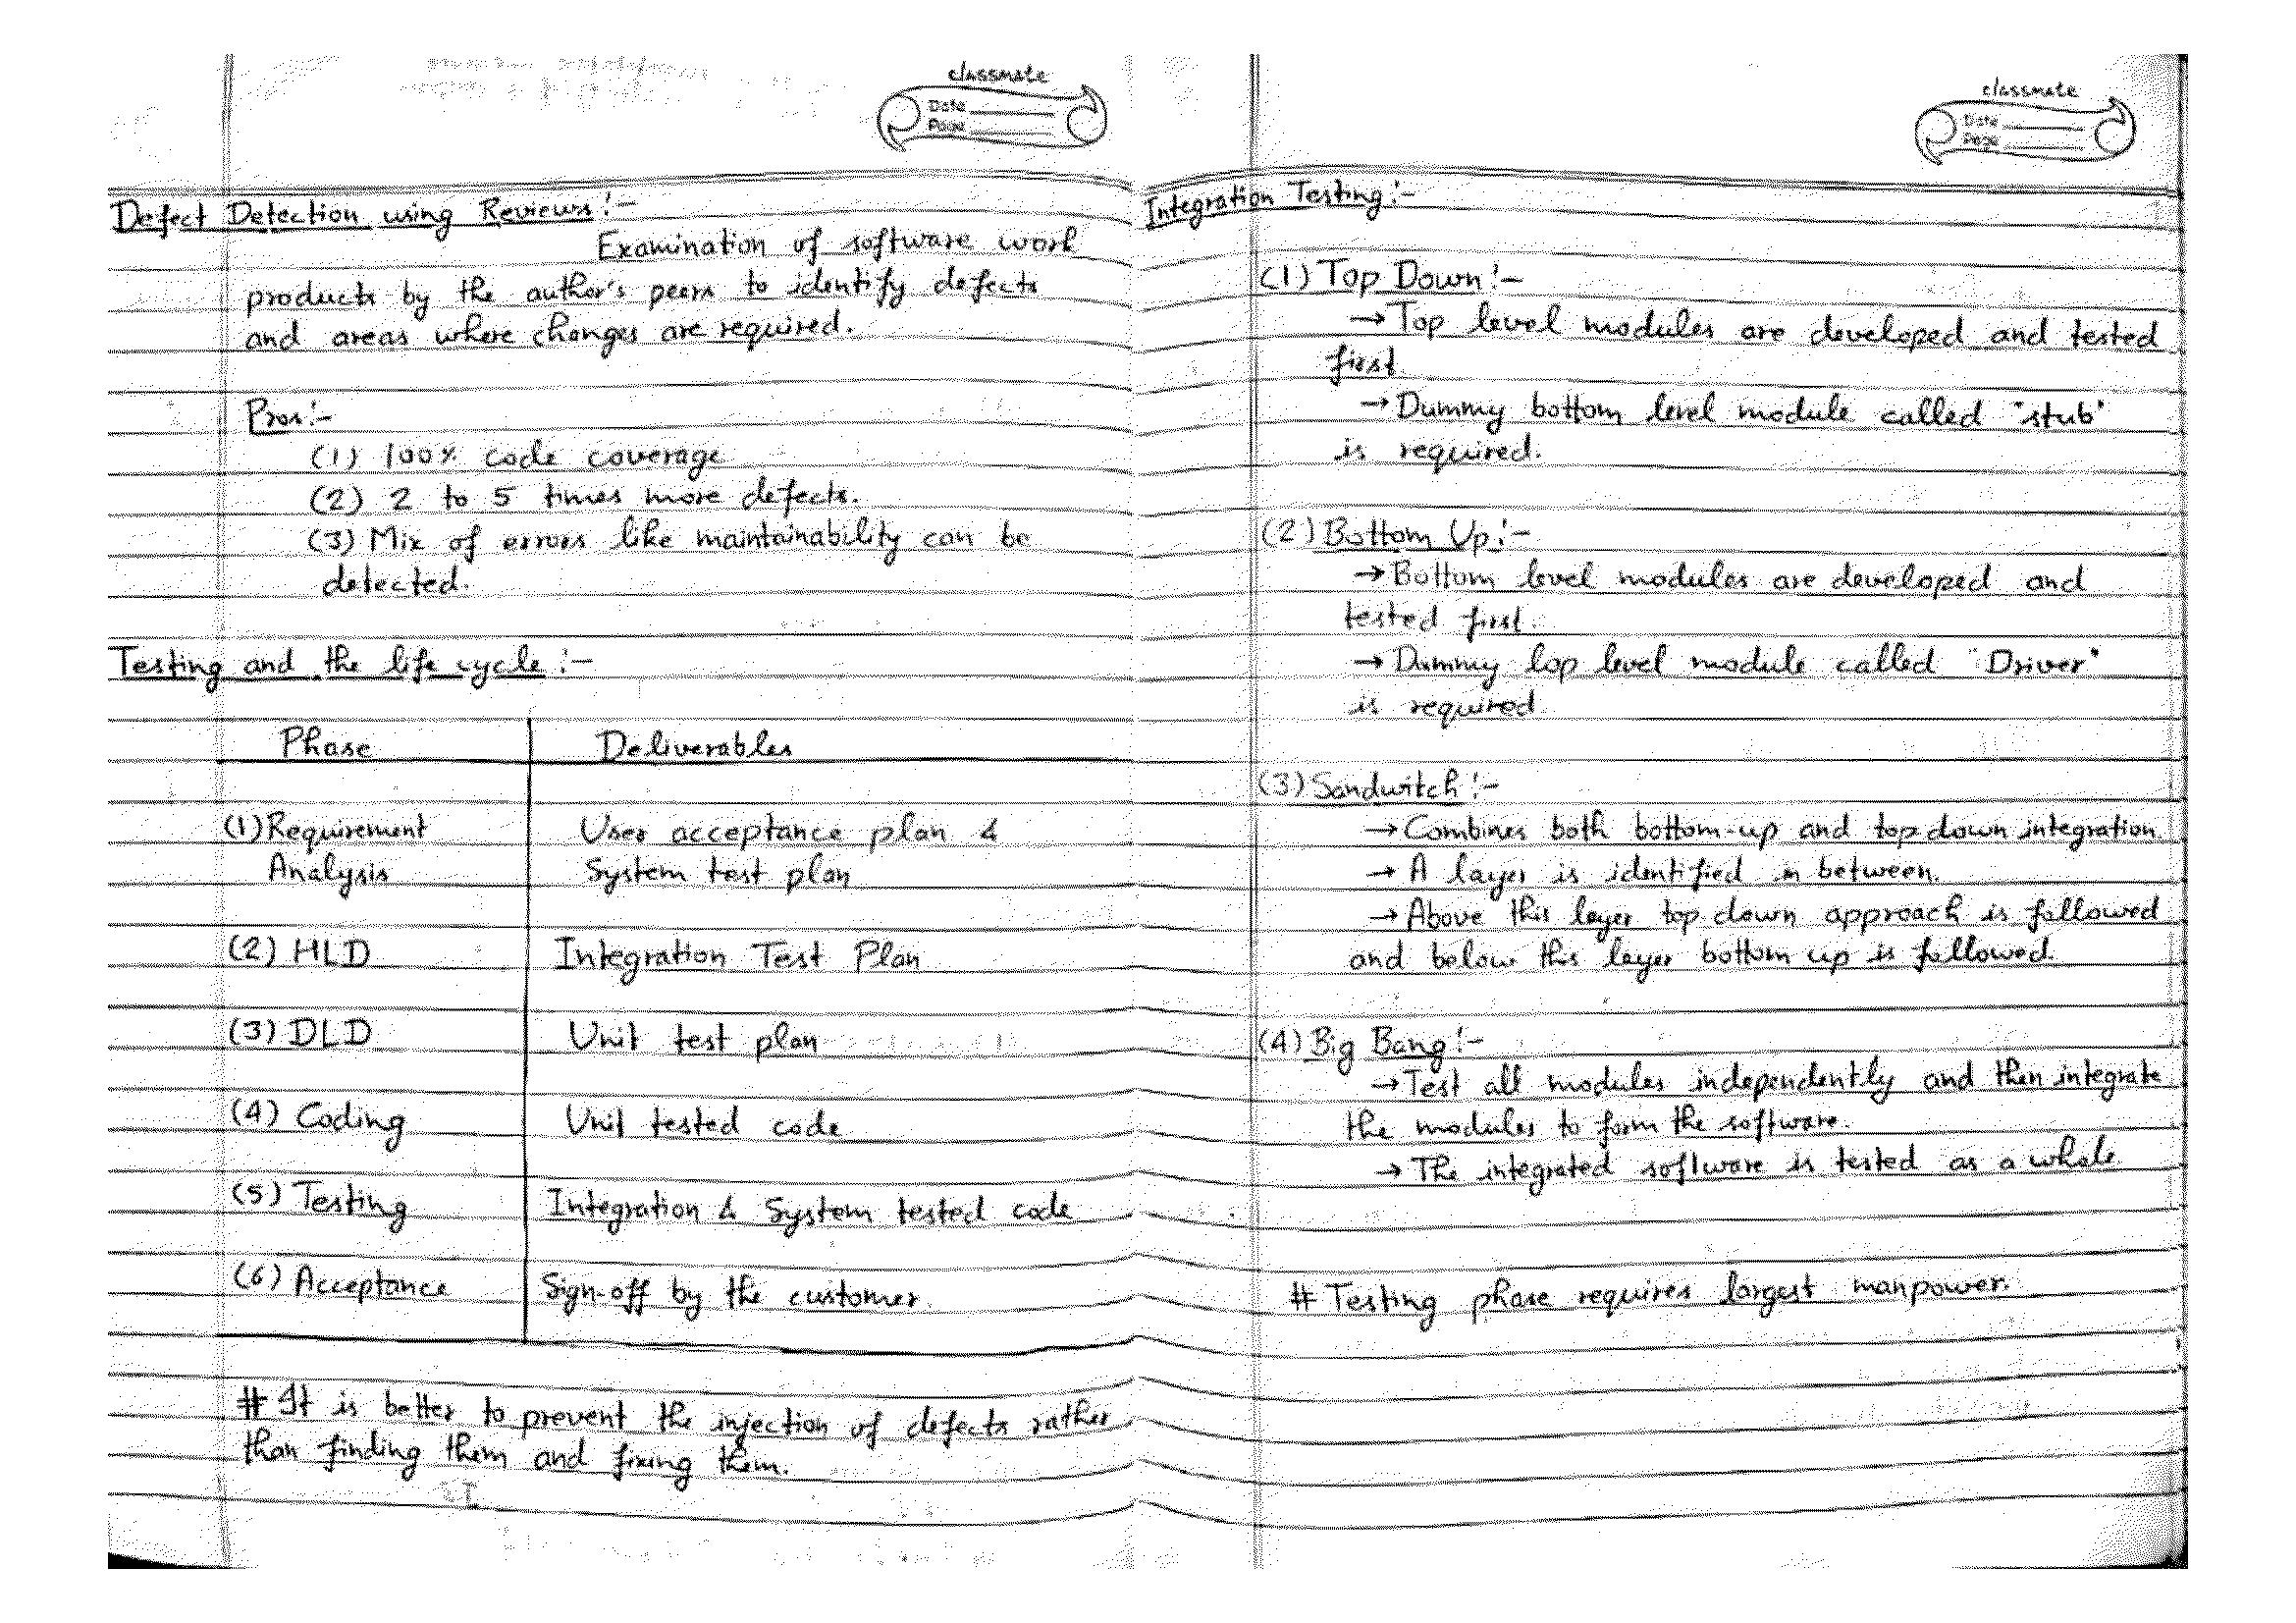 classmate
Date
Page
Defect Detection using Reviews:-
Examination of software work
products by the author's peers to identify defects
and areas where changes are required.
Pros:-
(1) 100% code coverage
(2) 2 to 5 times more defects.
(3) Mix of errors like maintainability can be
detected.
Testing and the life cycle:-
Phase Deliverables
(1) Requirement User acceptance plan &
Analysis System test plan
(2) HLD Integration Test Plan
(3) DLD Unit test plan
(4) Coding Unit tested code
(5) Testing Integration & System tested code
(6) Acceptance Sign-off by the customer.
# It is better to prevent the injection of defects rather
than finding them and fixing them.
classmate
Date
Page
Integration Testing:-
(1) Top Down:-
→ Top level modules are developed and tested
first.
→ Dummy bottom level module called "stub"
is required.
(2) Bottom Up:-
→ Bottom level modules are developed and
tested first.
→ Dummy top level module called "Driver"
is required
(3) Sandwitch:-
→ Combines both bottom-up and top down integration.
→ A layer is identified in between.
→ Above this layer top down approach is followed
and below this layer bottom up is followed.
(4) Big Bang:-
→ Test all modules independently and then integrate
the modules to form the software.
→ The integrated software is tested as a whole
# Testing phase requires largest manpower.